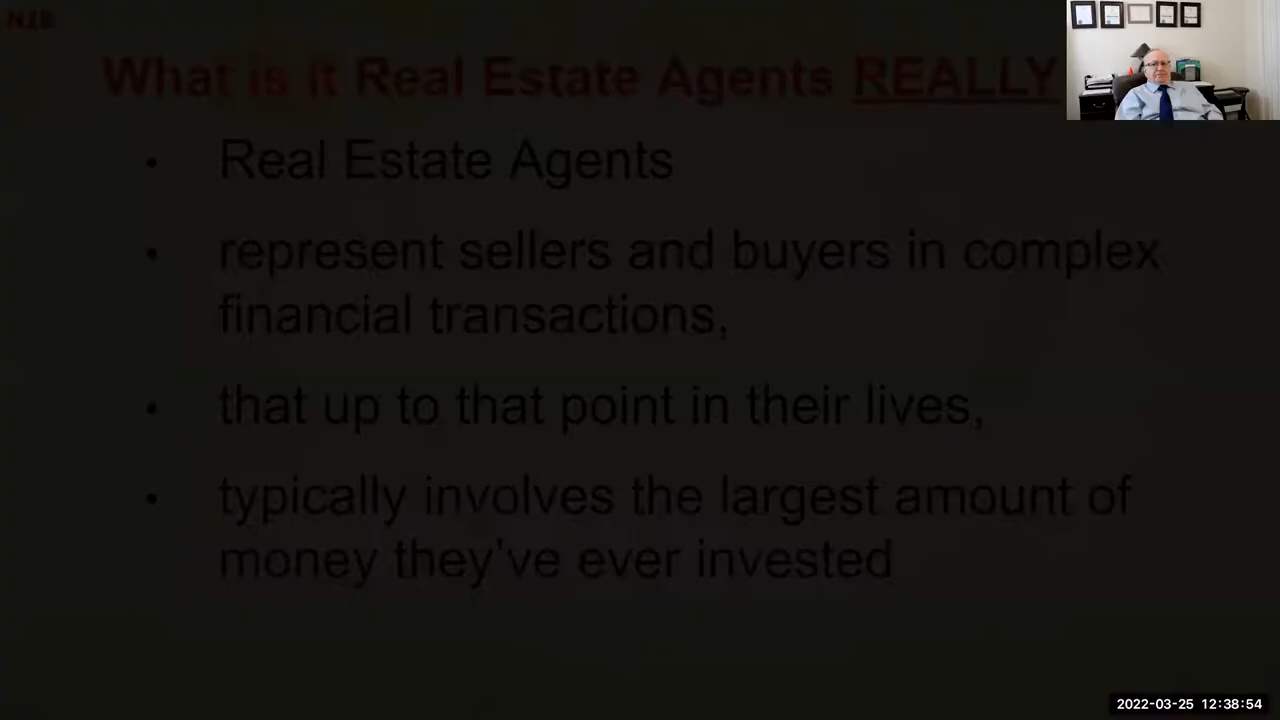 What is it Real Estate Agents REALLY
• Real Estate Agents
• represent sellers and buyers in complex
financial transactions,
• that up to that point in their lives,
• typically involves the largest amount of
money they've ever invested
2022-03-25 12:38:54